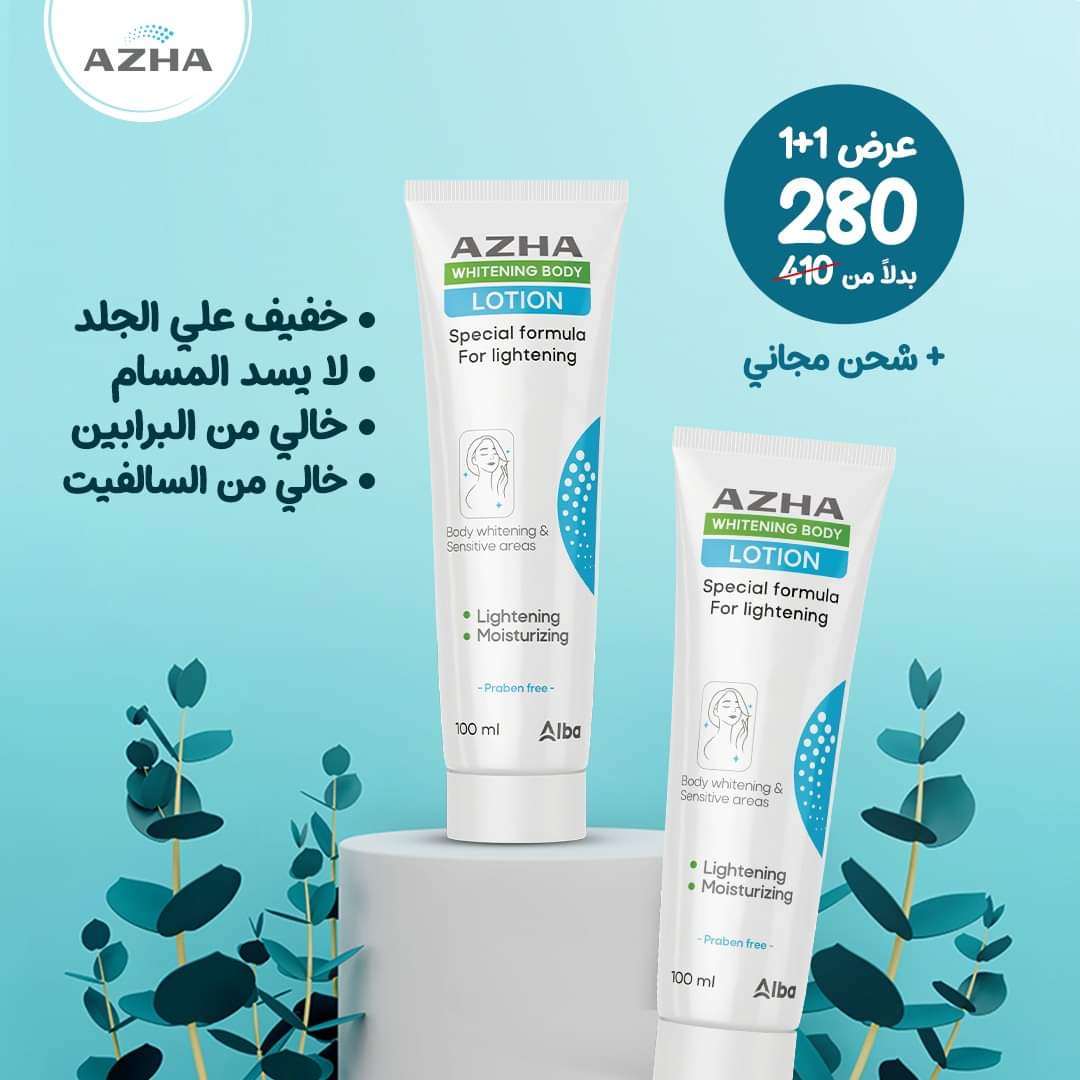 AZHA
عرض 1+1
280
بدلاً من 410
+ شحن مجاني
• خفيف علي الجلد
• لا يسد المسام
• خالي من البرابين
• خالي من السالفيت
AZHA
WHITENING BODY
LOTION
Special formula
For lightening
Body whitening &
Sensitive areas
• Lightening
• Moisturizing
- Praben free -
100 ml
Alba
AZHA
WHITENING BODY
LOTION
Special formula
For lightening
Body whitening &
Sensitive areas
• Lightening
• Moisturizing
- Praben free -
100 ml
Alba